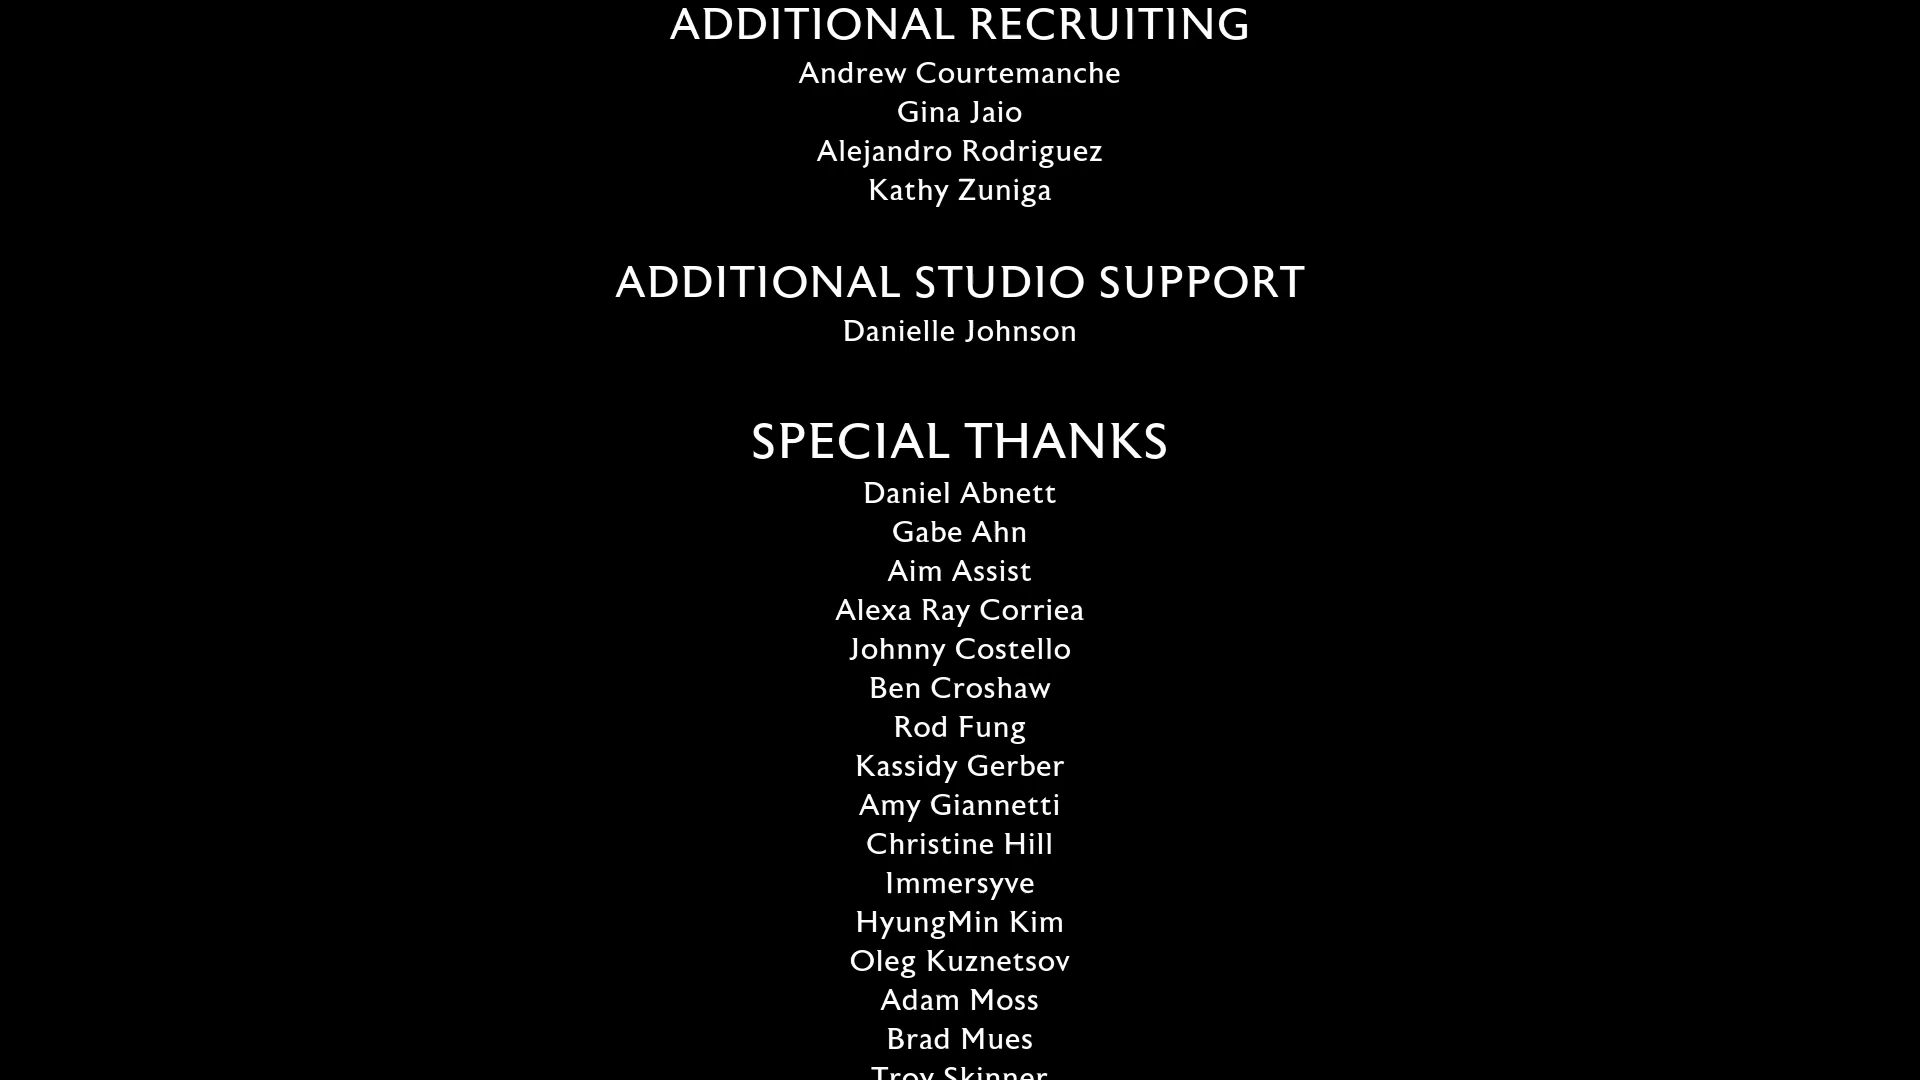 ADDITIONAL RECRUITING
Andrew Courtemanche
Gina Jaio
Alejandro Rodriguez
Kathy Zuniga
ADDITIONAL STUDIO SUPPORT
Danielle Johnson
SPECIAL THANKS
Daniel Abnett
Gabe Ahn
Aim Assist
Alexa Ray Corriea
Johnny Costello
Ben Croshaw
Rod Fung
Kassidy Gerber
Amy Giannetti
Christine Hill
Immersyve
HyungMin Kim
Oleg Kuznetsov
Adam Moss
Brad Mues
Troy Skinner